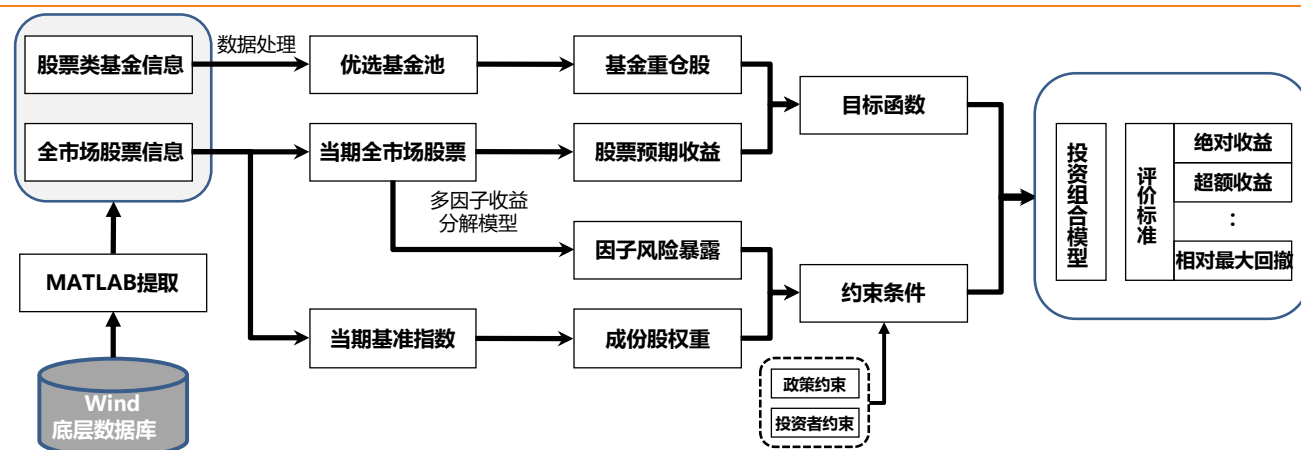 股票类基金信息
数据处理
优选基金池
基金重仓股
目标函数
全市场股票信息
当期全市场股票
股票预期收益
多因子收益
分解模型
因子风险暴露
MATLAB提取
约束条件
当期基准指数
成份股权重
Wind
底层数据库
政策约束
投资者约束
投资组合模型
评价标准
绝对收益
超额收益
:
相对最大回撤